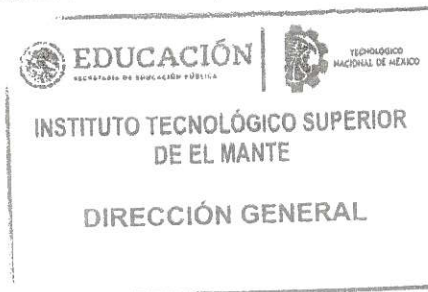 EDUCACIÓN
SECRETARÍA DE EDUCACIÓN PÚBLICA
TECNOLÓGICO
NACIONAL DE MÉXICO
INSTITUTO TECNOLÓGICO SUPERIOR
DE EL MANTE
DIRECCIÓN GENERAL